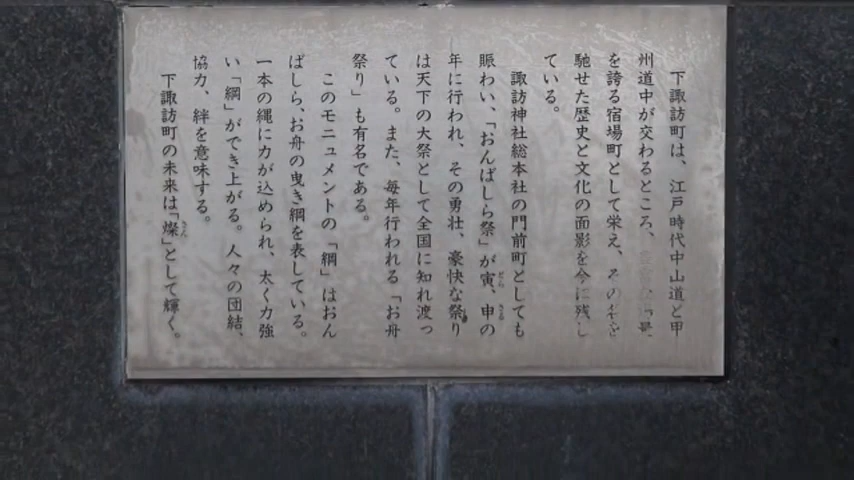 下諏訪町は、江戸時代中山道と甲
州道中が交わるところ、
を誇る宿場町として栄え、その名を
馳せた歴史と文化の面影を今に残し
ている。
諏訪神社総本社の門前町としても
賑わい、「おんばしら祭」が寅、申の
年に行われ、その勇壮、豪快な祭り
は天下の大祭として全国に知れ渡っ
ている。また、毎年行われる「お舟
祭り」も有名である。
このモニュメントの「綱」はおん
ばしら、お舟の曳き綱を表している。
一本の縄に力が込められ、太く力強
い「綱」ができ上がる。人々の団結、
協力、絆を意味する。
下諏訪町の未来は「燦」として輝く。